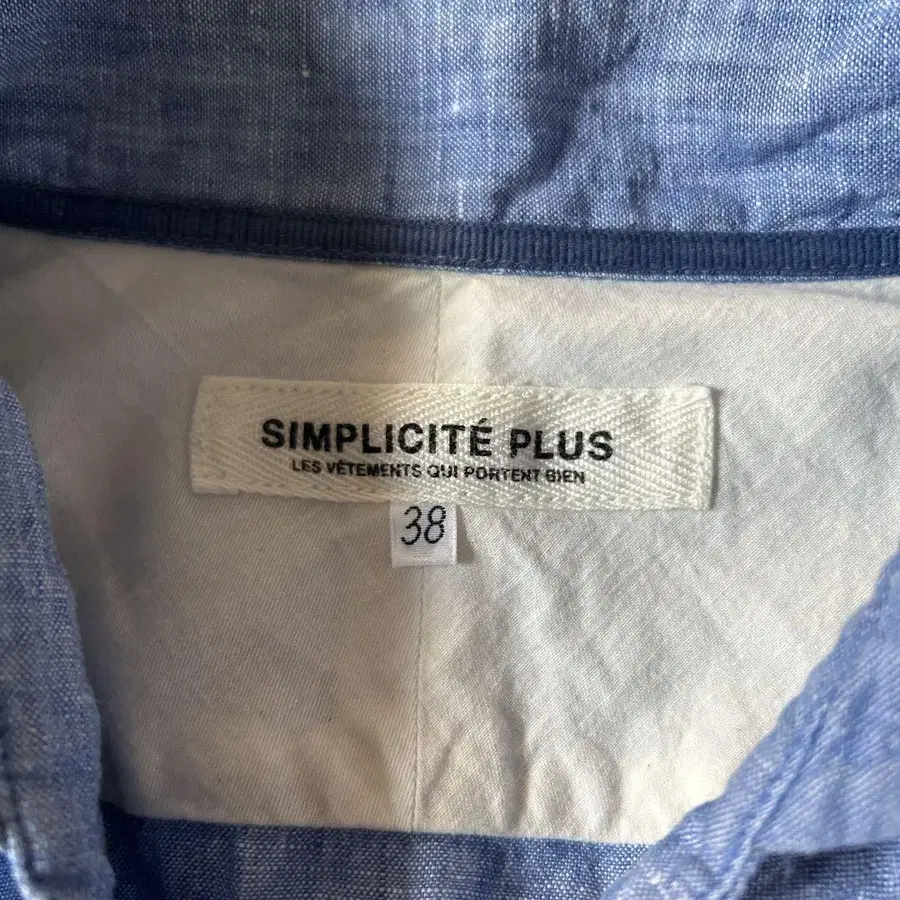 SIMPLICITÉ PLUS
LES VÊTEMENTS QUI PORTENT BIEN
38